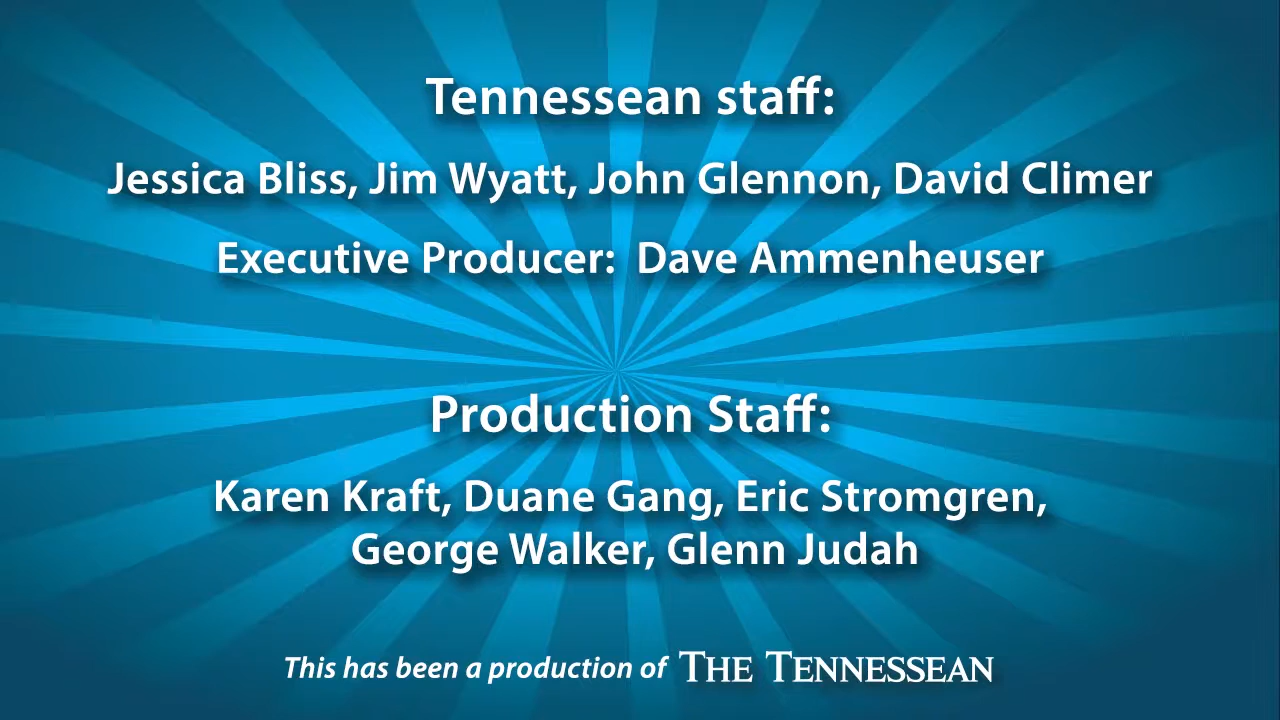 Tennessean staff:
Jessica Bliss, Jim Wyatt, John Glennon, David Climer
Executive Producer: Dave Ammenheuser
Production Staff:
Karen Kraft, Duane Gang, Eric Stromgren,
George Walker, Glenn Judah
This has been a production of THE TENNESSEAN